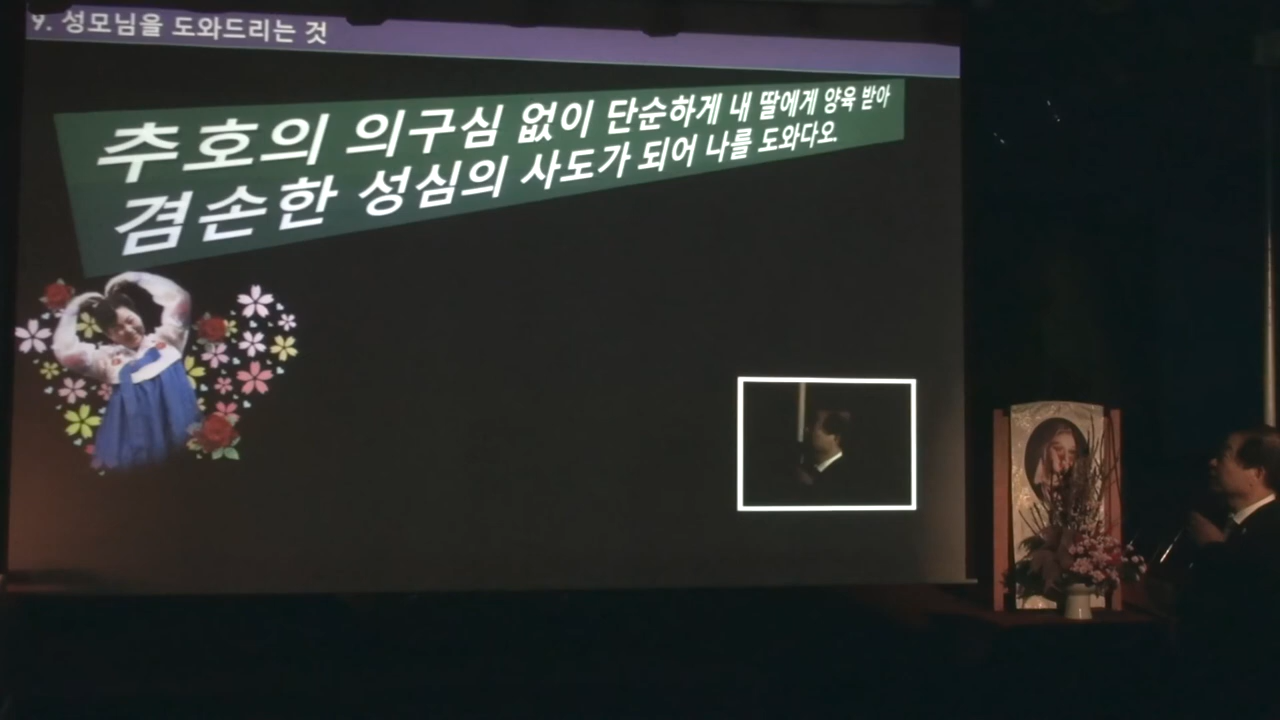 9. 성모님을 도와드리는 것
추호의 의구심 없이 단순하게 내 딸에게 양육 받아
겸손한 성심의 사도가 되어 나를 도와다오.